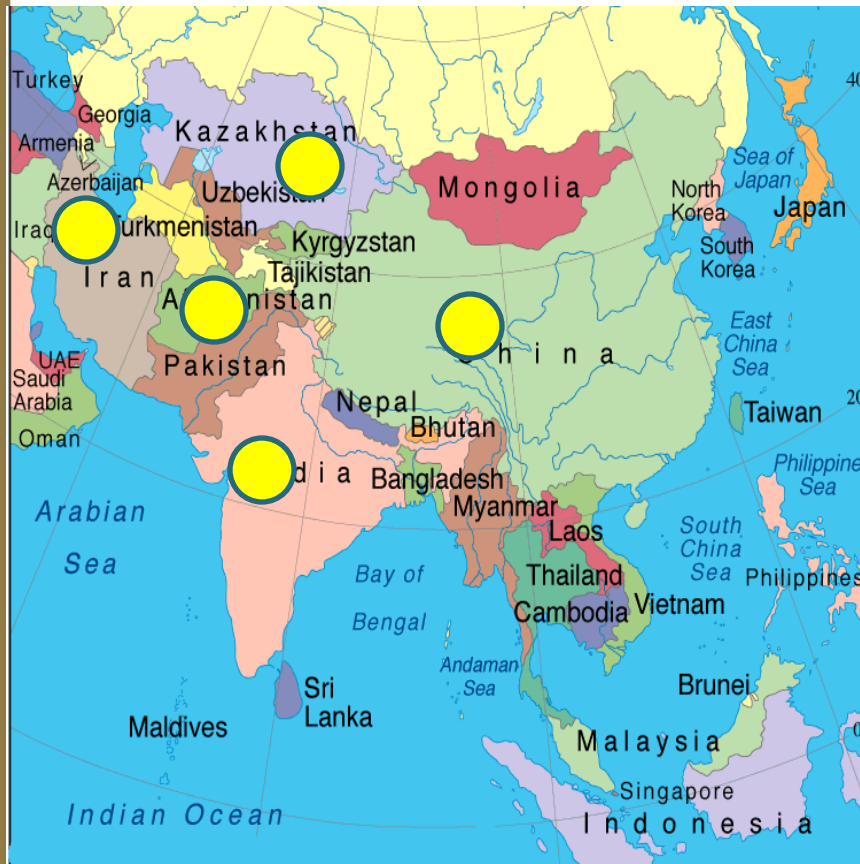 Turkey
Georgia
Armenia
Azerbaijan
Kazakhstan
Mongolia
Sea of
Japan
North
Korea
Japan
South
Korea
Turkmenistan
Kyrgyzstan
Iran
Tajikistan
Pakistan
UAE
Saudi
Arabia
Oman
East
China
Sea
Taiwan
Nepal
Bhutan
Bangladesh
Myanmar
Philippine
Sea
Arabian
Sea
Laos
South
China
Sea
Thailand
Philippines
Bay of
Bengal
Cambodia
Vietnam
Andaman
Sea
Brunei
Sri
Lanka
Maldives
Malaysia
Singapore
Indian Ocean
Indonesia
40
20
0